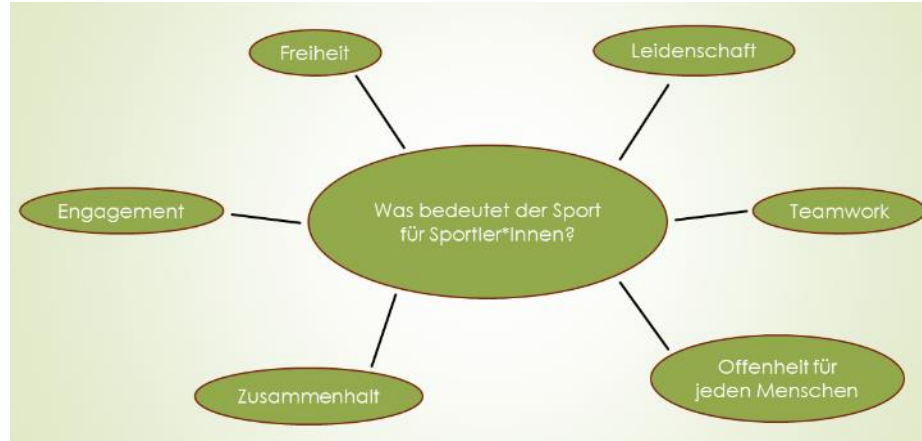 Freiheit
Leidenschaft
Engagement
Was bedeutet der Sport
für Sportler*Innen?
Teamwork
Zusammenhalt
Offenheit für
jeden Menschen